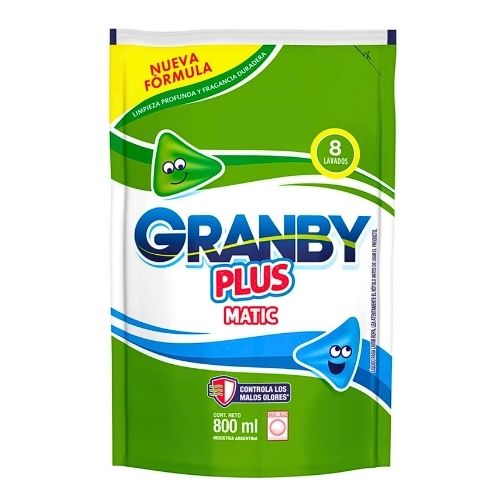 NUEVA
FÓRMULA
LIMPIEZA PROFUNDA Y FRAGANCIA DURADERA
8
LAVADOS
GRANBY
PLUS
MATIC
CONTROLA LOS
MALOS OLORES*
CONT. NETO
800 ml
INDUSTRIA ARGENTINA